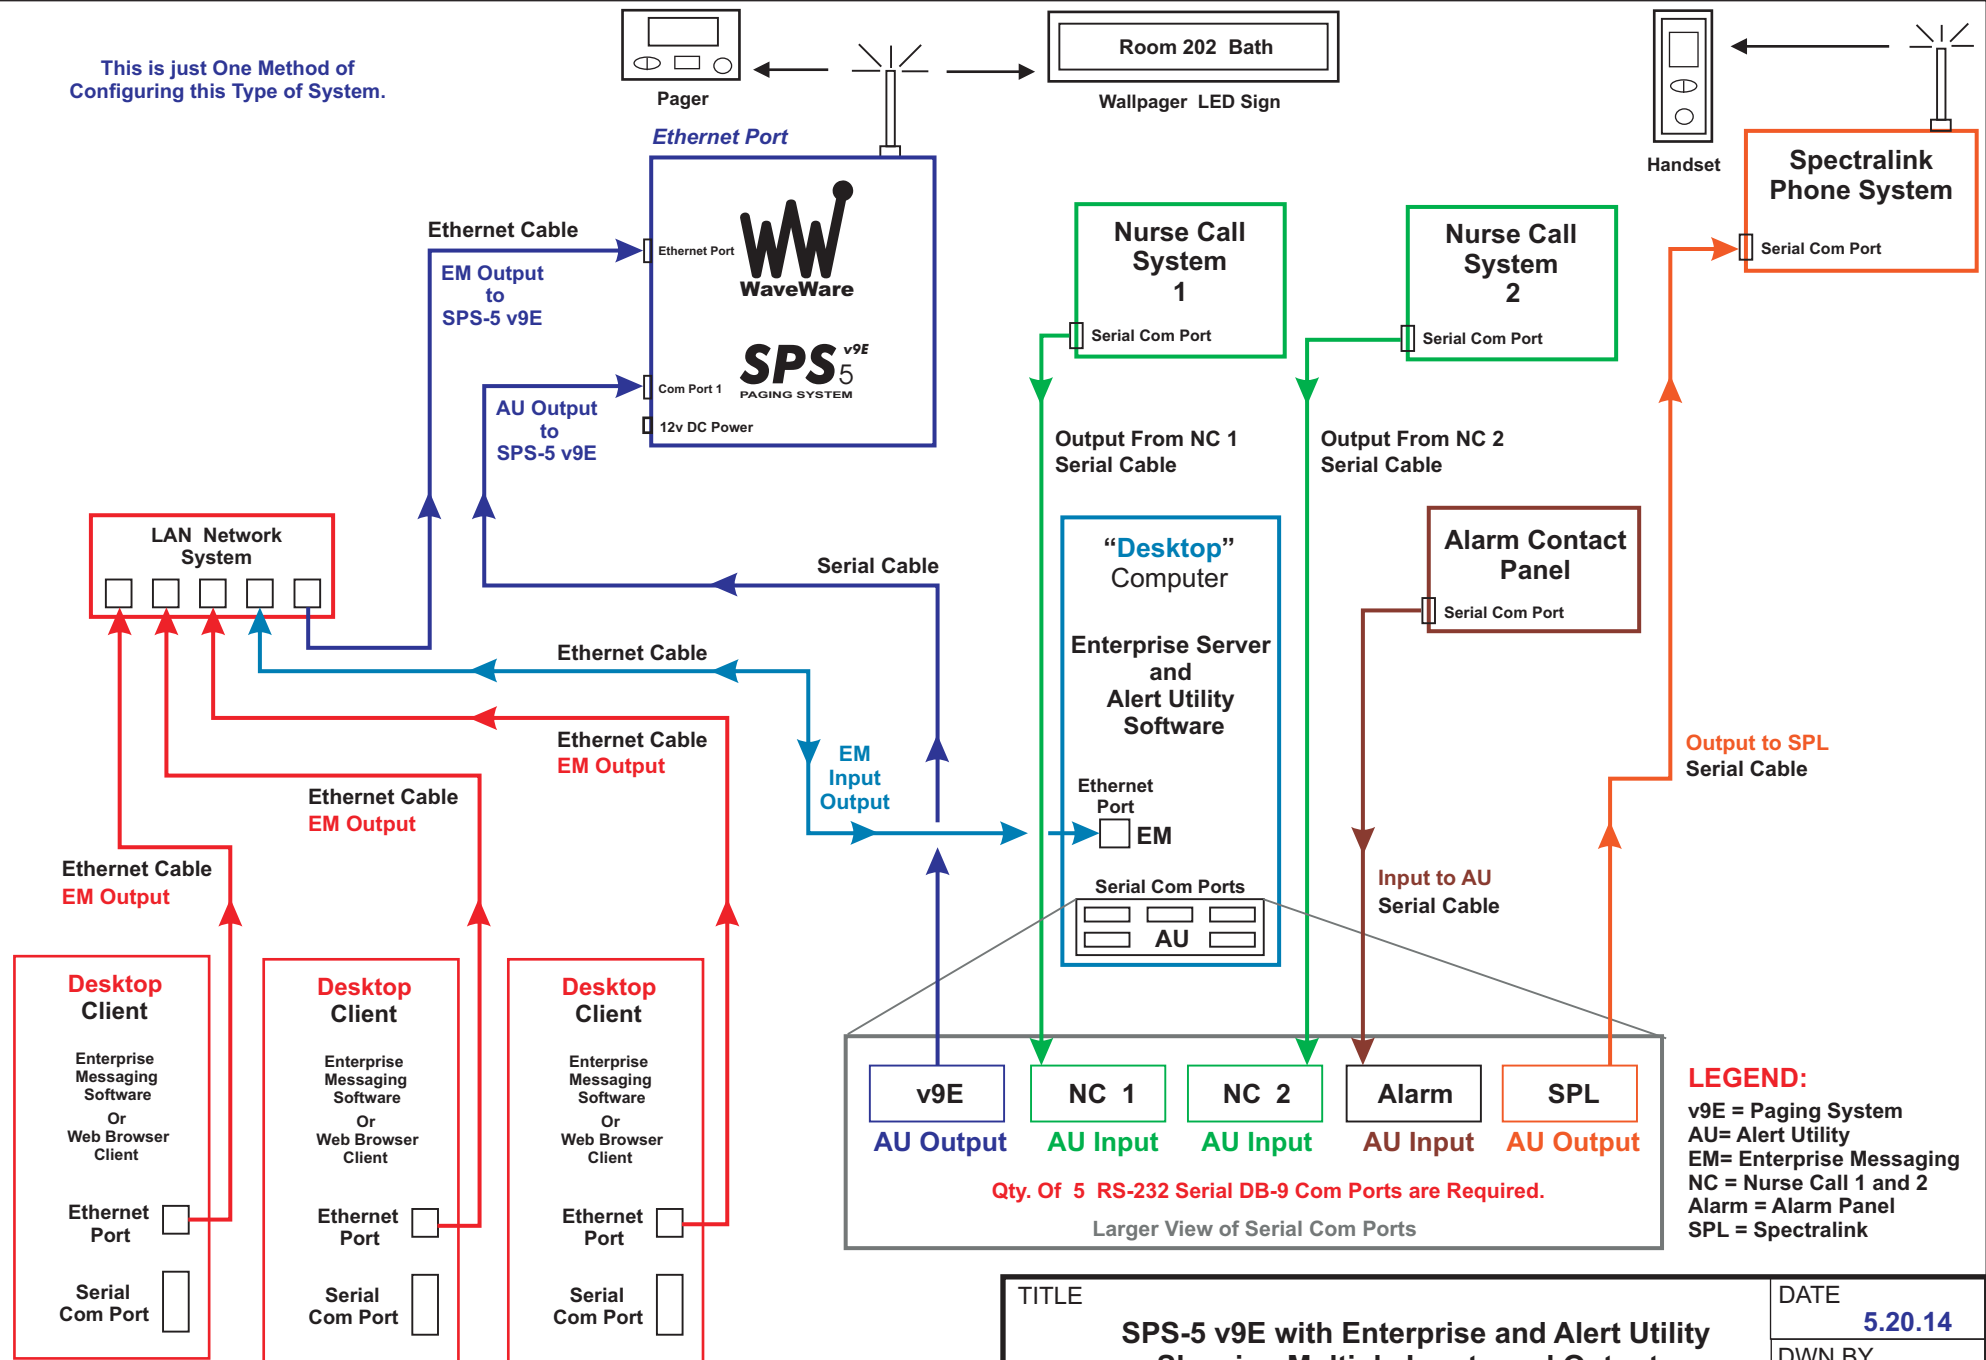 This is just One Method of
Configuring this Type of System.
Pager
Room 202 Bath
Wallpager LED Sign
Handset
Spectralink
Phone System
Serial Com Port
Ethernet Port
Ethernet Port
WaveWare
SPS v9E
5
PAGING SYSTEM
Com Port 1
12v DC Power
Ethernet Cable
EM Output
to
SPS-5 v9E
AU Output
to
SPS-5 v9E
Nurse Call
System
1
Serial Com Port
Nurse Call
System
2
Serial Com Port
Output From NC 1
Serial Cable
Output From NC 2
Serial Cable
LAN Network
System
Serial Cable
Ethernet Cable
Ethernet Cable
EM Output
Ethernet Cable
EM Output
Ethernet Cable
EM Output
EM
Input
Output
"Desktop"
Computer
Enterprise Server
and
Alert Utility
Software
Ethernet
Port
EM
Serial Com Ports
AU
Alarm Contact
Panel
Serial Com Port
Input to AU
Serial Cable
Output to SPL
Serial Cable
Desktop
Client
Enterprise
Messaging
Software
Or
Web Browser
Client
Ethernet
Port
Serial
Com Port
Desktop
Client
Enterprise
Messaging
Software
Or
Web Browser
Client
Ethernet
Port
Serial
Com Port
Desktop
Client
Enterprise
Messaging
Software
Or
Web Browser
Client
Ethernet
Port
Serial
Com Port
v9E
AU Output
NC 1
AU Input
NC 2
AU Input
Alarm
AU Input
SPL
AU Output
Qty. Of 5 RS-232 Serial DB-9 Com Ports are Required.
Larger View of Serial Com Ports
LEGEND:
v9E = Paging System
AU= Alert Utility
EM= Enterprise Messaging
NC = Nurse Call 1 and 2
Alarm = Alarm Panel
SPL = Spectralink
TITLE
SPS-5 v9E with Enterprise and Alert Utility
Showing Multiple Inputs and Outputs
DATE
5.20.14
DWN BY